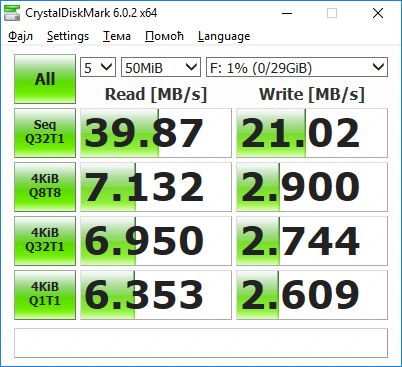 CrystalDiskMark 6.0.2 x64
Фајл Settings Тема Помоћ Language
All 5 50MiB F: 1% (0/29GiB)
Read [MB/s] Write [MB/s]
Seq
Q32T1
39.87 21.02
4KiB
Q8T8
7.132 2.900
4KiB
Q32T1
6.950 2.744
4KiB
Q1T1
6.353 2.609